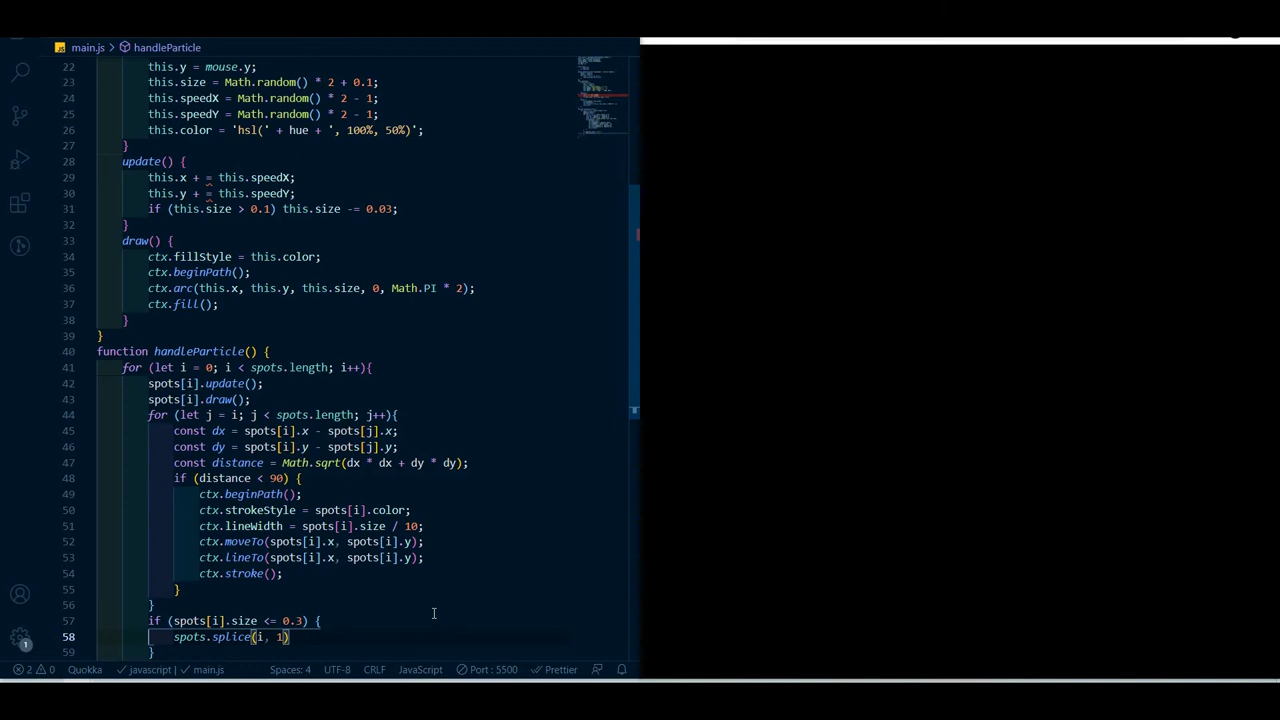 main.js > handleParticle
22 this.y = mouse.y;
23 this.size = Math.random() * 2 + 0.1;
24 this.speedX = Math.random() * 2 - 1;
25 this.speedY = Math.random() * 2 - 1;
26 this.color = 'hsl(' + hue + ', 100%, 50%)';
27 }
28 update() {
29 this.x + = this.speedX;
30 this.y + = this.speedY;
31 if (this.size > 0.1) this.size -= 0.03;
32 }
33 draw() {
34 ctx.fillStyle = this.color;
35 ctx.beginPath();
36 ctx.arc(this.x, this.y, this.size, 0, Math.PI * 2);
37 ctx.fill();
38 }
39 }
40 function handleParticle() {
41 for (let i = 0; i < spots.length; i++){
42 spots[i].update();
43 spots[i].draw();
44 for (let j = i; j < spots.length; j++){
45 const dx = spots[i].x - spots[j].x;
46 const dy = spots[i].y - spots[j].y;
47 const distance = Math.sqrt(dx * dx + dy * dy);
48 if (distance < 90) {
49 ctx.beginPath();
50 ctx.strokeStyle = spots[i].color;
51 ctx.lineWidth = spots[i].size / 10;
52 ctx.moveTo(spots[i].x, spots[i].y);
53 ctx.lineTo(spots[i].x, spots[i].y);
54 ctx.stroke();
55 }
56 }
57 if (spots[i].size <= 0.3) {
58 spots.splice(i, 1)
59 }
1
2 0 Quokka javascript | main.js Spaces: 4 UTF-8 CRLF JavaScript Port : 5500 Prettier